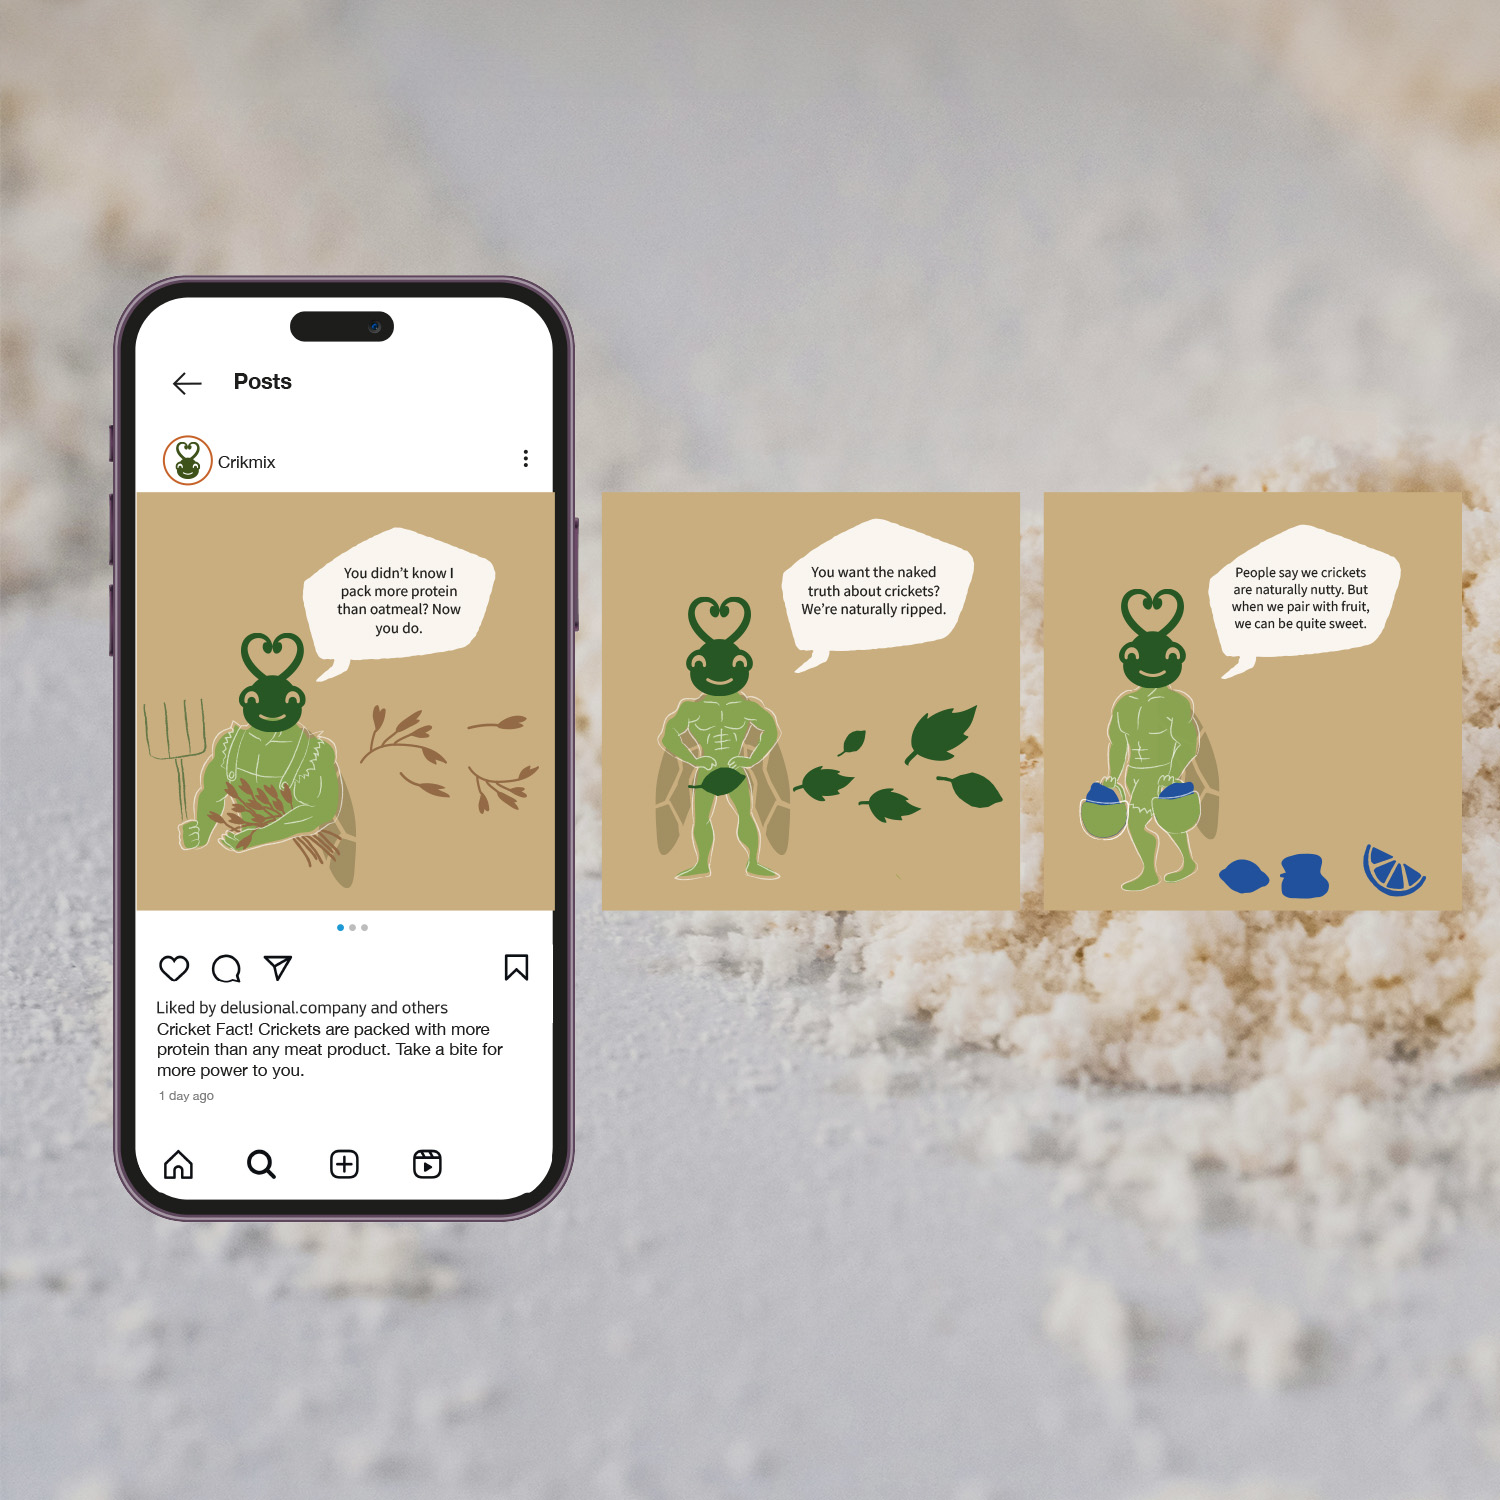 Posts
Crikmix
You didn't know I
pack more protein
than oatmeal? Now
you do.
You want the naked
truth about crickets?
We're naturally ripped.
People say we crickets
are naturally nutty. But
when we pair with fruit,
we can be quite sweet.
Liked by delusional.company and others
Cricket Fact! Crickets are packed with more
protein than any meat product. Take a bite for
more power to you.
1 day ago